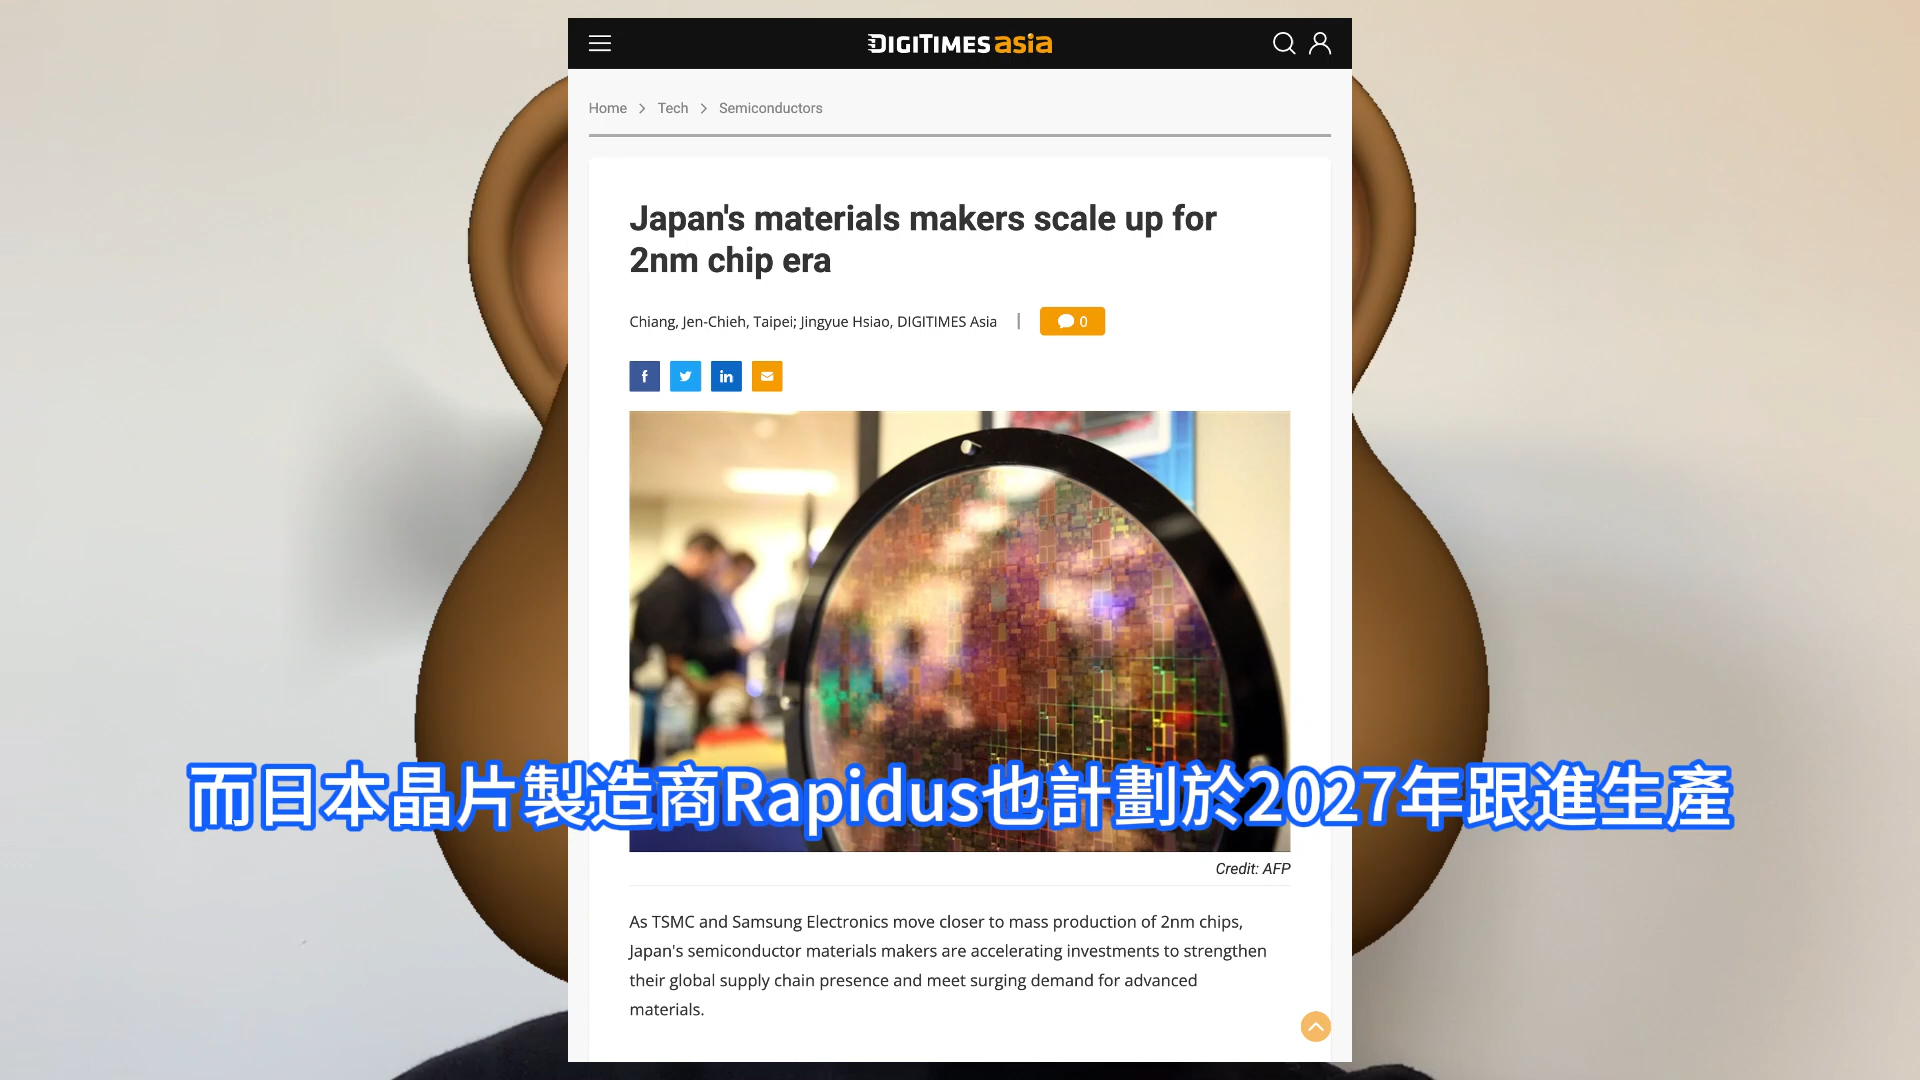 DIGITIMES asia
Home > Tech > Semiconductors
Japan's materials makers scale up for
2nm chip era
Chiang, Jen-Chieh, Taipei; Jingyue Hsiao, DIGITIMES Asia | 0
而日本晶片製造商Rapidus也計劃於2027年跟進生產
Credit: AFP
As TSMC and Samsung Electronics move closer to mass production of 2nm chips,
Japan's semiconductor materials makers are accelerating investments to strengthen
their global supply chain presence and meet surging demand for advanced
materials.